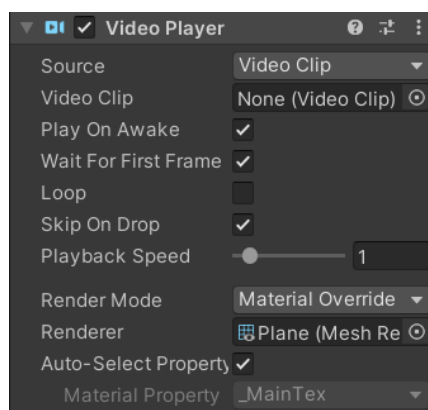 Video Player
Source Video Clip
Video Clip None (Video Clip)
Play On Awake
Wait For First Frame
Loop
Skip On Drop
Playback Speed 1
Render Mode Material Override
Renderer Plane (Mesh Re
Auto-Select Property
Material Property _MainTex